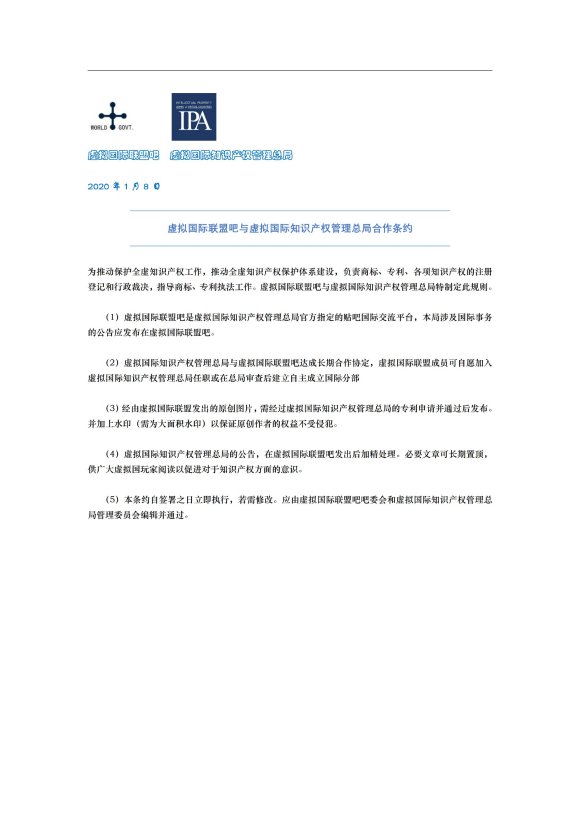 WORLD GOVT.
INTELLECTUAL PROPERTY
IPA
虚拟国际联盟吧 虚拟国际知识产权管理总局
2020 年 1 月 8 日
虚拟国际联盟吧与虚拟国际知识产权管理总局合作条约
为推动保护全虚知识产权工作，推动全虚知识产权保护体系建设，负责商标、专利、各项知识产权的注册
登记和行政裁决，指导商标、专利执法工作。虚拟国际联盟吧与虚拟国际知识产权管理总局特制定此规则。
（1）虚拟国际联盟吧是虚拟国际知识产权管理总局官方指定的贴吧国际交流平台，本局涉及国际事务
的公告应发布在虚拟国际联盟吧。
（2）虚拟国际知识产权管理总局与虚拟国际联盟吧达成长期合作协定，虚拟国际联盟成员可自愿加入
虚拟国际知识产权管理总局任职或在总局审查后建立自主成立国际分部
（3）经由虚拟国际联盟发出的原创图片，需经过虚拟国际知识产权管理总局的专利申请并通过后发布。
并加上水印（需为大面积水印）以保证原创作者的权益不受侵犯。
（4）虚拟国际知识产权管理总局的公告，在虚拟国际联盟吧发出后加精处理。必要文章可长期置顶，
供广大虚拟国玩家阅读以促进对于知识产权方面的意识。
（5）本条约自签署之日立即执行，若需修改。应由虚拟国际联盟吧吧委会和虚拟国际知识产权管理总
局管理委员会编辑并通过。